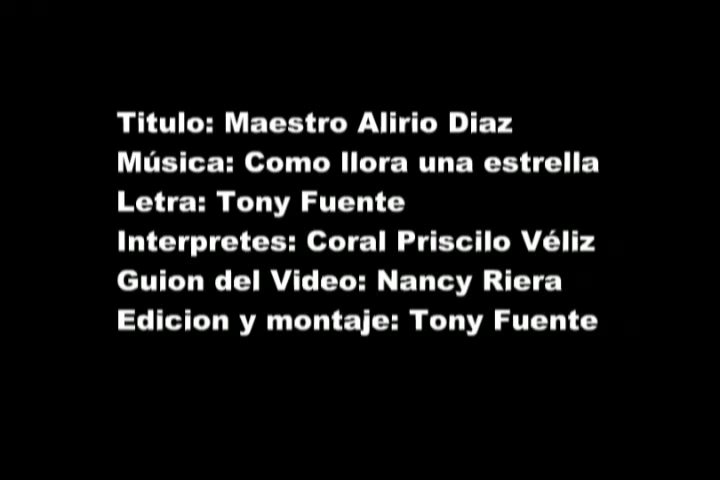 Titulo: Maestro Alirio Diaz
Música: Como llora una estrella
Letra: Tony Fuente
Interpretes: Coral Priscilo Véliz
Guion del Video: Nancy Riera
Edicion y montaje: Tony Fuente